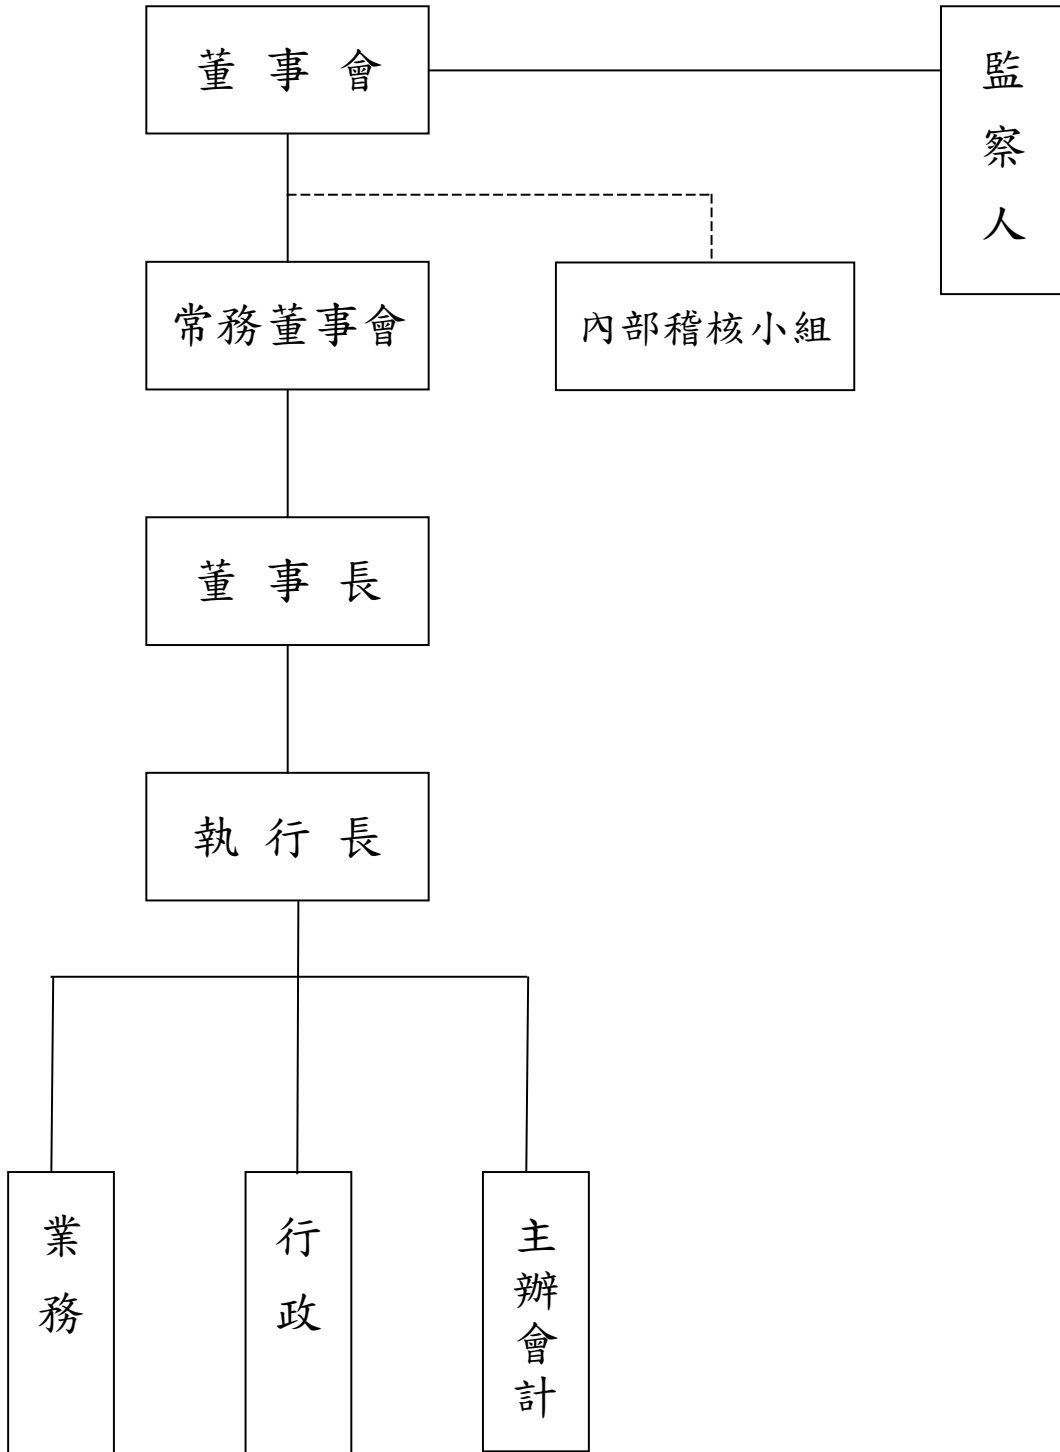 董事會
監察人
常務董事會
內部稽核小組
董事長
執行長
業務
行政
主辦會計